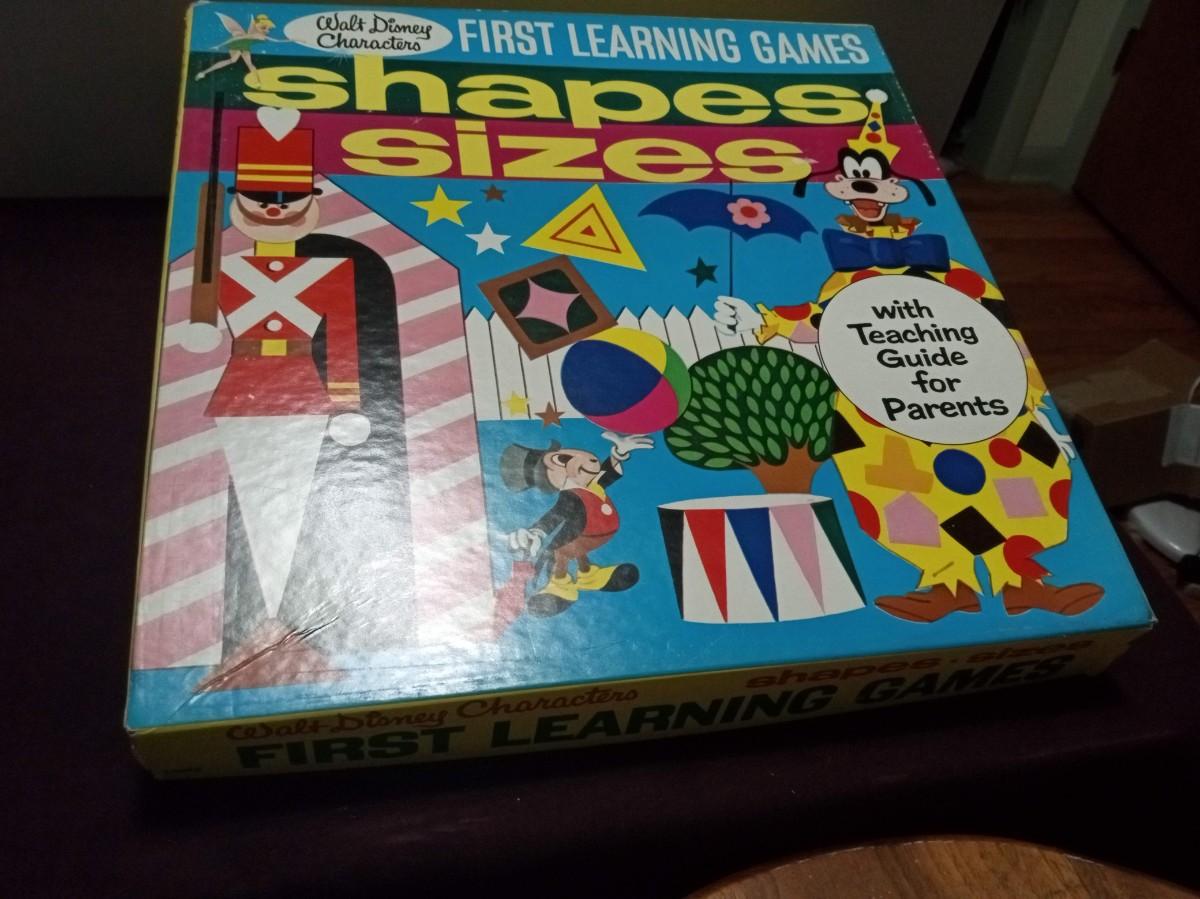 Walt Disney
Characters
FIRST LEARNING GAMES
shapes
sizes
with
Teaching
Guide
for
Parents
Walt Disney Characters
shapes • sizes
FIRST LEARNING GAMES